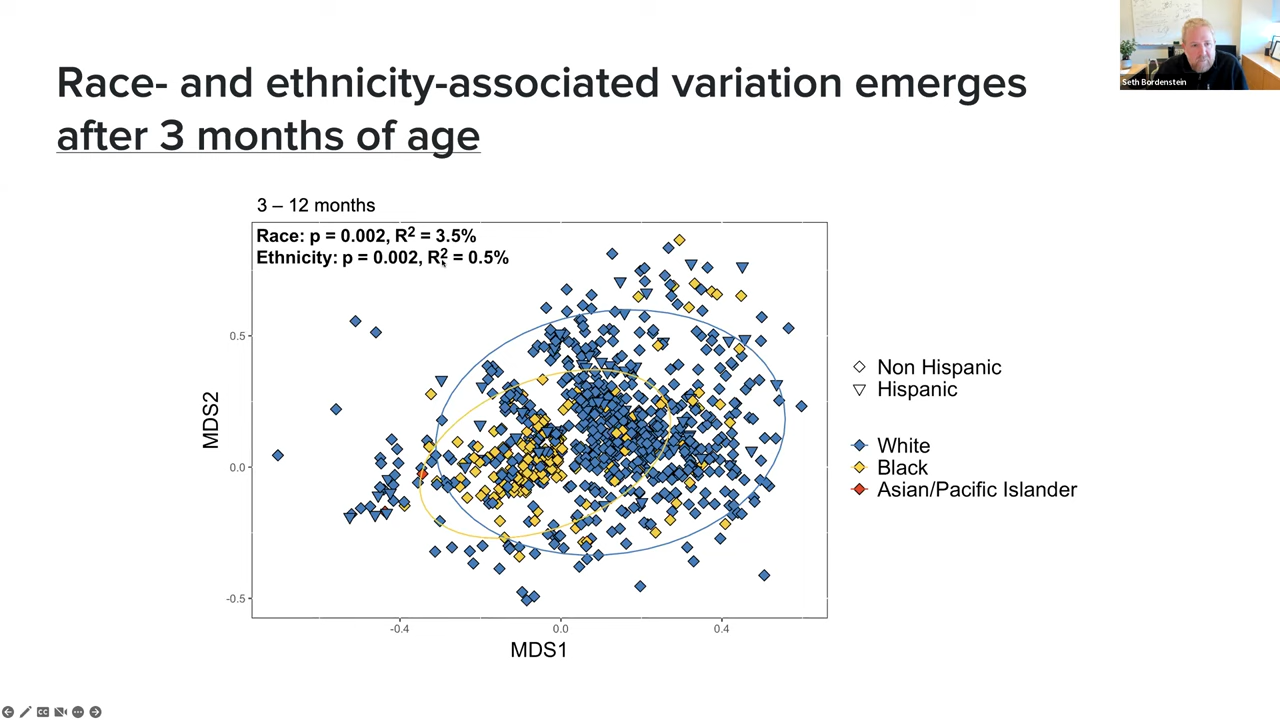 Race- and ethnicity-associated variation emerges
after 3 months of age
Seth Bordenstein
3 – 12 months
Race: p = 0.002, R² = 3.5%
Ethnicity: p = 0.002, R² = 0.5%
0.5
0.0
-0.5
MDS2
-0.4
0.0
0.4
MDS1
Non Hispanic
Hispanic
White
Black
Asian/Pacific Islander
CC